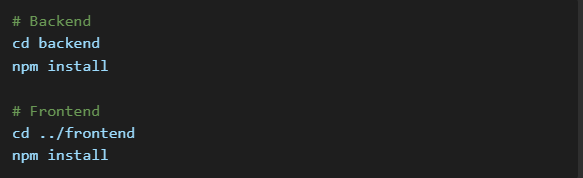 # Backend
cd backend
npm install
# Frontend
cd ../frontend
npm install